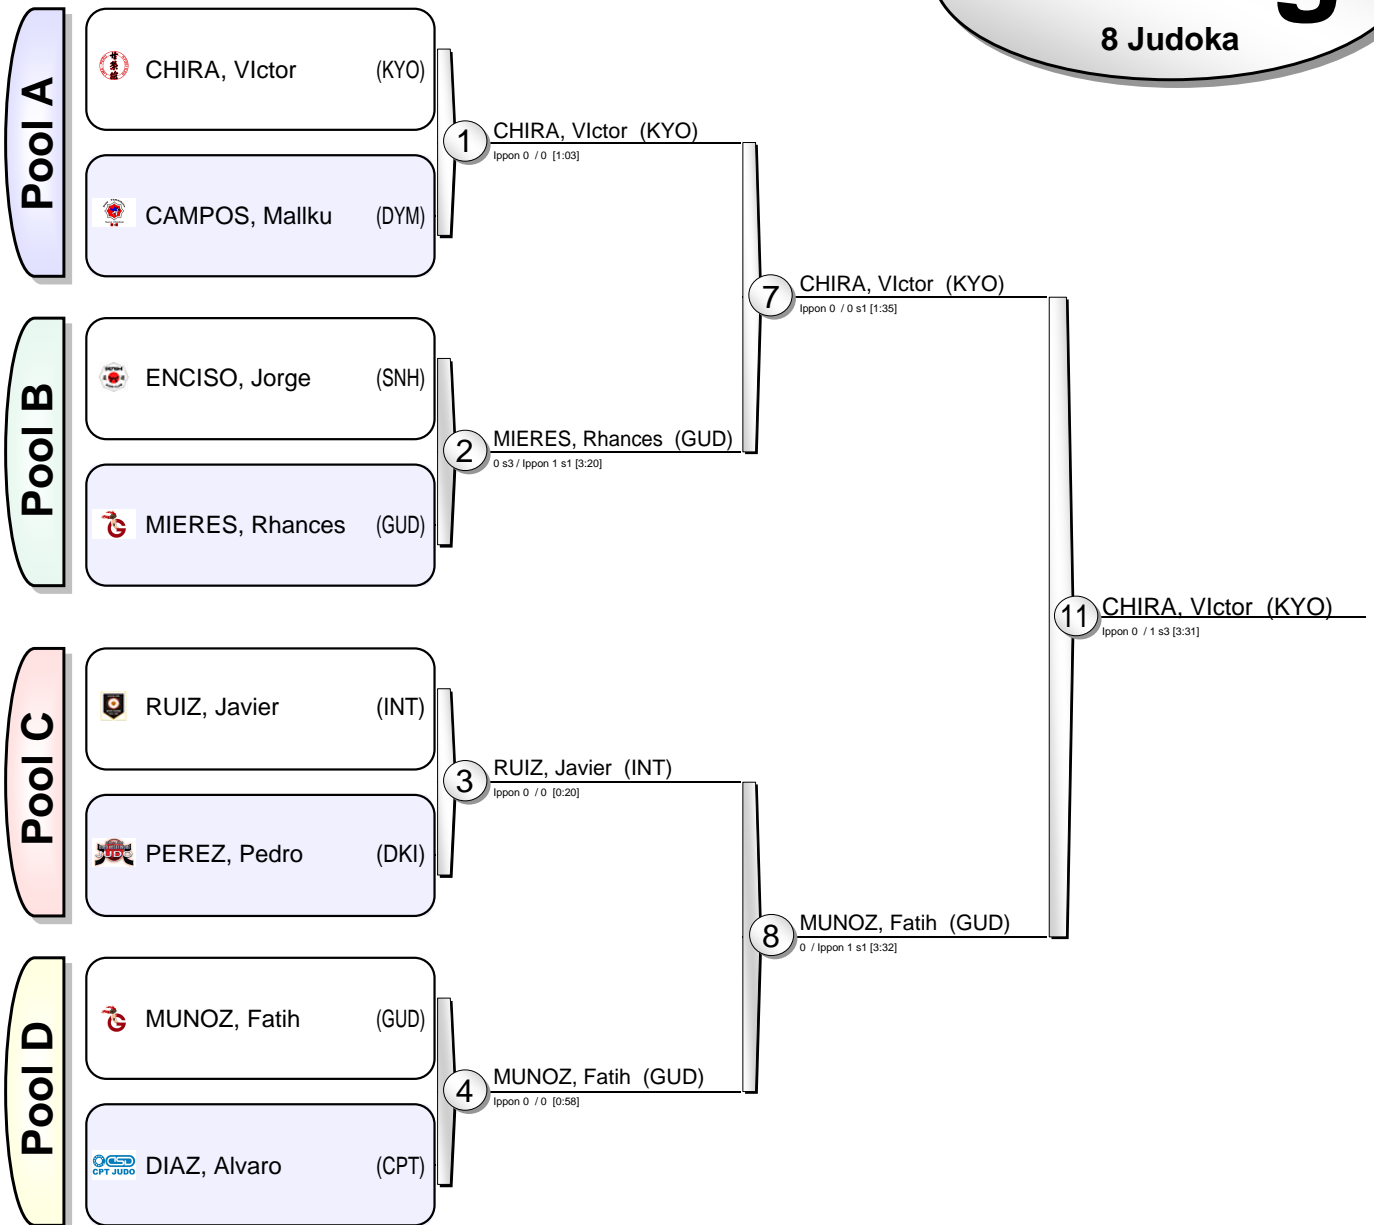 8 Judoka
Pool A
CHIRA, VIctor (KYO)
CAMPOS, Mallku (DYM)
1 CHIRA, VIctor (KYO)
Ippon 0 / 0 [1:03]
Pool B
ENCISO, Jorge (SNH)
MIERES, Rhances (GUD)
2 MIERES, Rhances (GUD)
0 s3 / Ippon 1 s1 [3:20]
7 CHIRA, VIctor (KYO)
Ippon 0 / 0 s1 [1:35]
Pool C
RUIZ, Javier (INT)
PEREZ, Pedro (DKI)
3 RUIZ, Javier (INT)
Ippon 0 / 0 [0:20]
Pool D
MUNOZ, Fatih (GUD)
DIAZ, Alvaro (CPT)
CPT JUDO
4 MUNOZ, Fatih (GUD)
Ippon 0 / 0 [0:58]
8 MUNOZ, Fatih (GUD)
0 / Ippon 1 s1 [3:32]
11 CHIRA, VIctor (KYO)
Ippon 0 / 1 s3 [3:31]